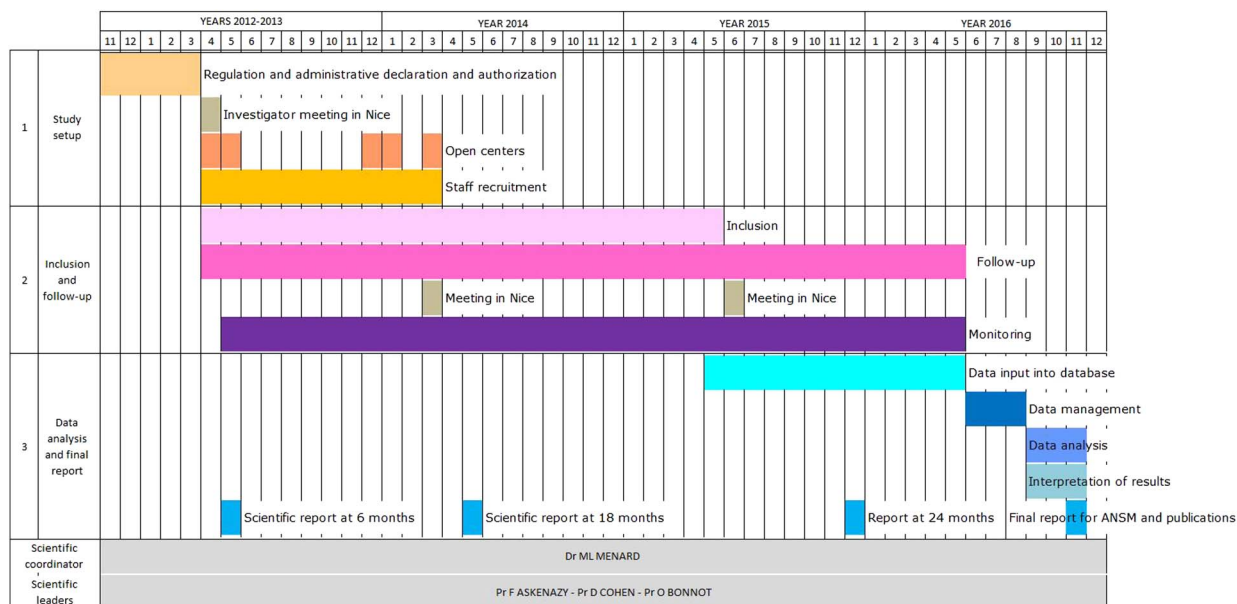 YEARS 2012-2013 YEAR 2014 YEAR 2015 YEAR 2016
11 12 1 2 3 4 5 6 7 8 9 10 11 12 1 2 3 4 5 6 7 8 9 10 11 12 1 2 3 4 5 6 7 8 9 10 11 12 1 2 3 4 5 6 7 8 9 10 11 12
1
Study
setup
Regulation and administrative declaration and authorization
Investigator meeting in Nice
Open centers
Staff recruitment
2
Inclusion
and
follow-up
Inclusion
Follow-up
Meeting in Nice Meeting in Nice
Monitoring
3
Data
analysis
and final
report
Data input into database
Data management
Data analysis
Interpretation of results
Scientific report at 6 months Scientific report at 18 months Report at 24 months Final report for ANSM and publications
Scientific
coordinator
Dr ML MENARD
Scientific
leaders
Pr F ASKENAZY - Pr D COHEN - Pr O BONNOT